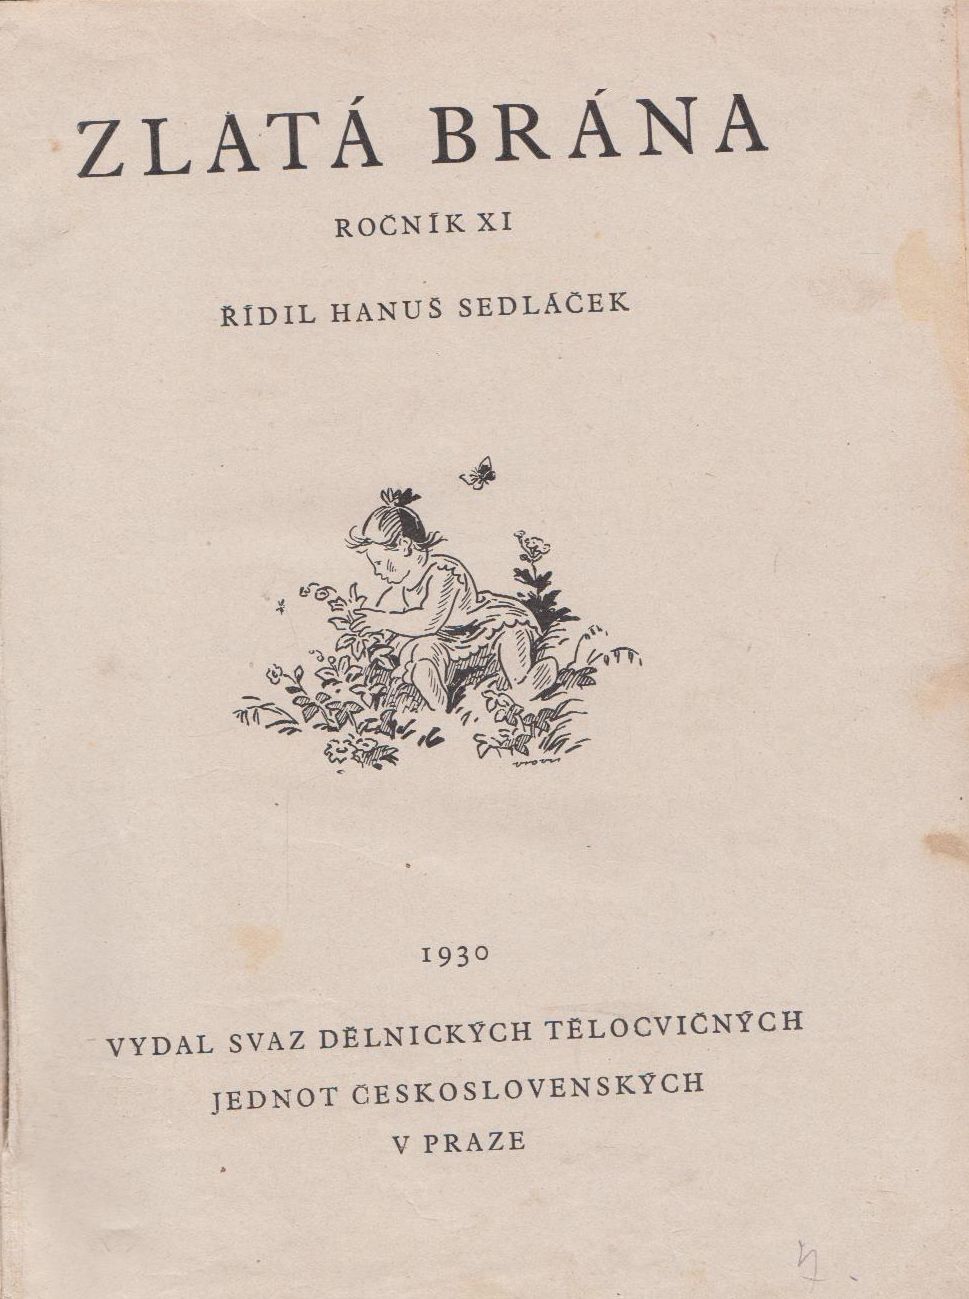 ZLATÁ BRÁNA
ROČNÍK XI
ŘÍDIL HANUŠ SEDLÁČEK
1930
VYDAL SVAZ DĚLNICKÝCH TĚLOCVIČNÝCH
JEDNOT ČESKOSLOVENSKÝCH
V PRAZE